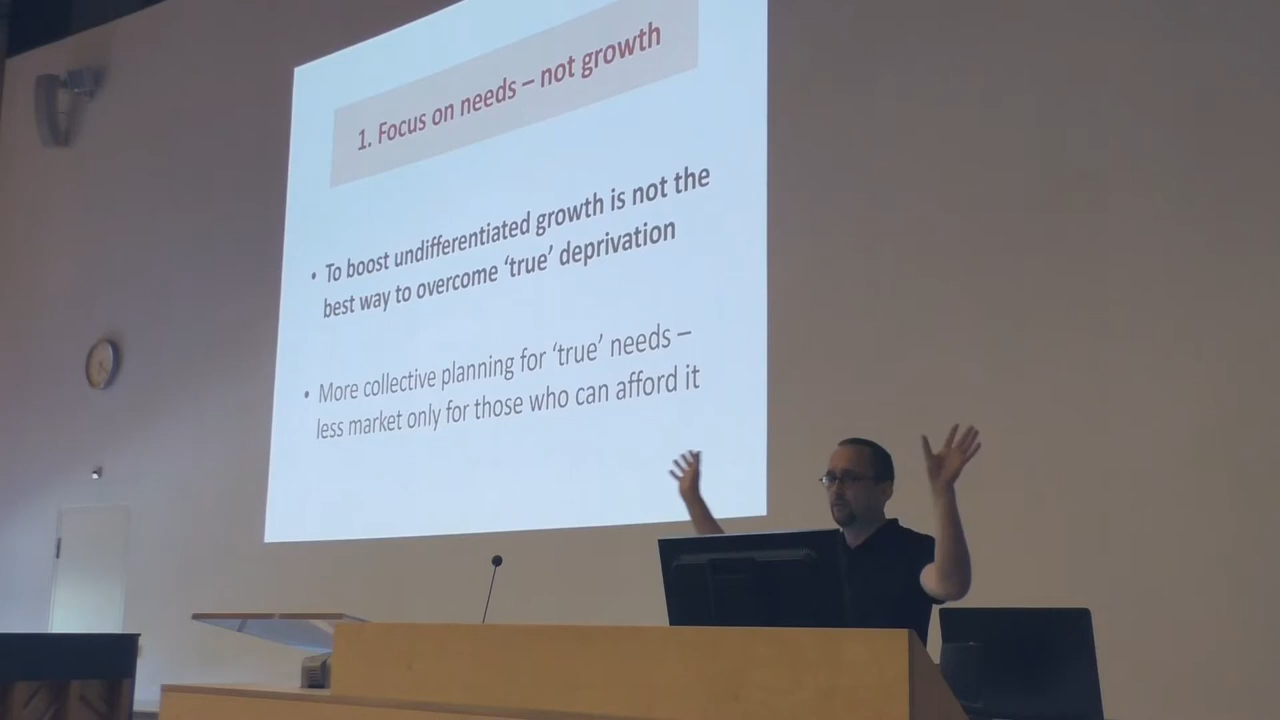 1. Focus on needs – not growth
• To boost undifferentiated growth is not the
best way to overcome ‘true’ deprivation
• More collective planning for ‘true’ needs –
less market only for those who can afford it